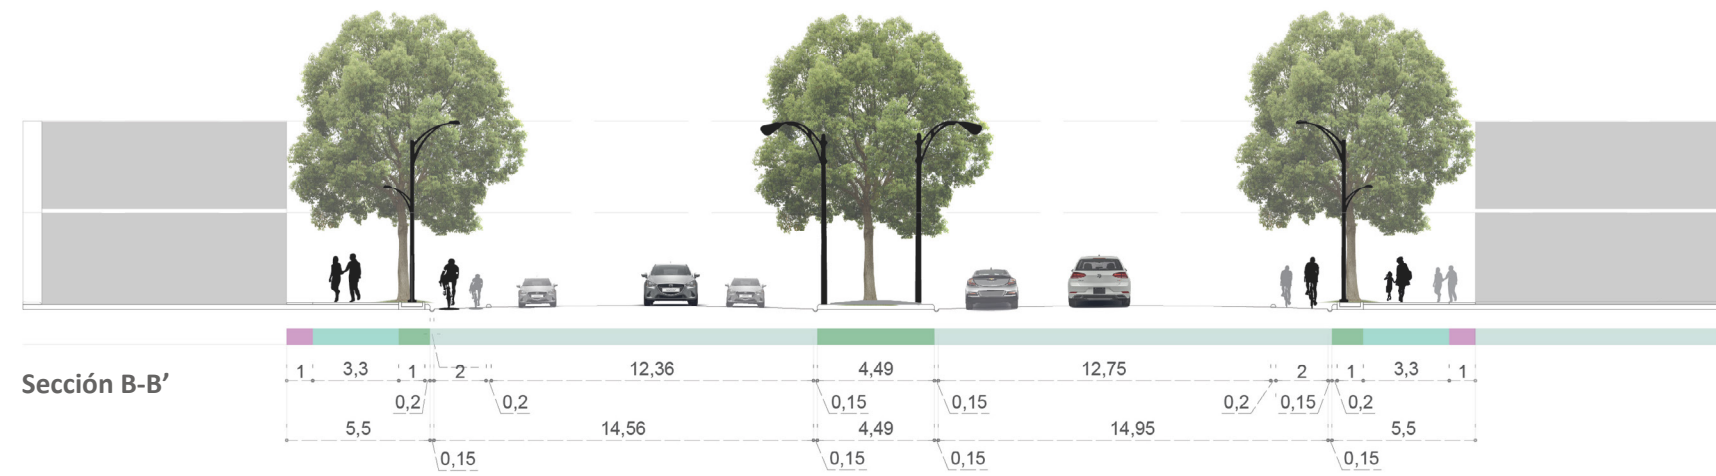 1 3,3 1 2 12,36 4,49 12,75 2 1 3,3 1
Sección B-B’
0,2 0,2 0,15 0,15 0,2 0,15 0,2
5,5 14,56 4,49 14,95 5,5
0,15 0,15 0,15 0,15